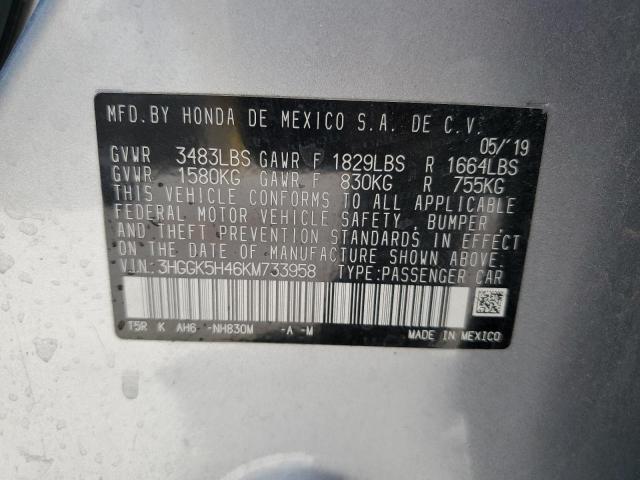 MFD.BY HONDA DE MEXICO S.A. DE C.V.
05/'19
GVWR 3483LBS GAWR F 1829LBS R 1664LBS
GVWR 1580KG GAWR F 830KG R 755KG
THIS VEHICLE CONFORMS TO ALL APPLICABLE
FEDERAL MOTOR VEHICLE SAFETY, BUMPER,
AND THEFT PREVENTION STANDARDS IN EFFECT
ON THE DATE OF MANUFACTURE SHOWN ABOVE.
V.I.N.:3HGGK5H46KM733958 TYPE:PASSENGER CAR
T5R K AH6 -NH830M -A -M
MADE IN MEXICO